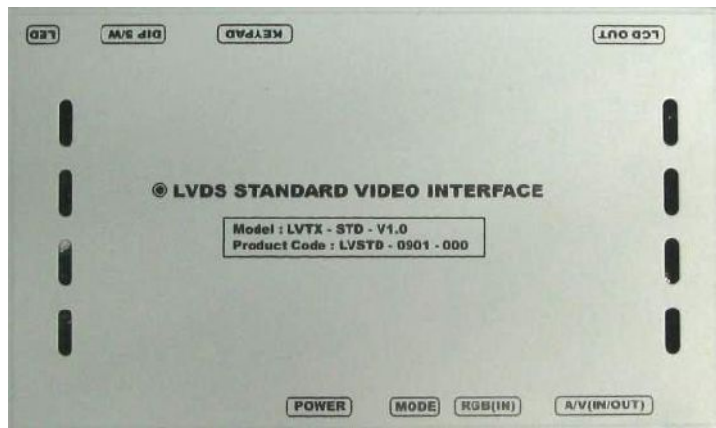 LED
DIP S/W
KEYPAD
LCD OUT
LVDS STANDARD VIDEO INTERFACE
Model : LVTX - STD - V1.0
Product Code : LVSTD - 0901 - 000
POWER
MODE
RGB(IN)
A/V(IN/OUT)